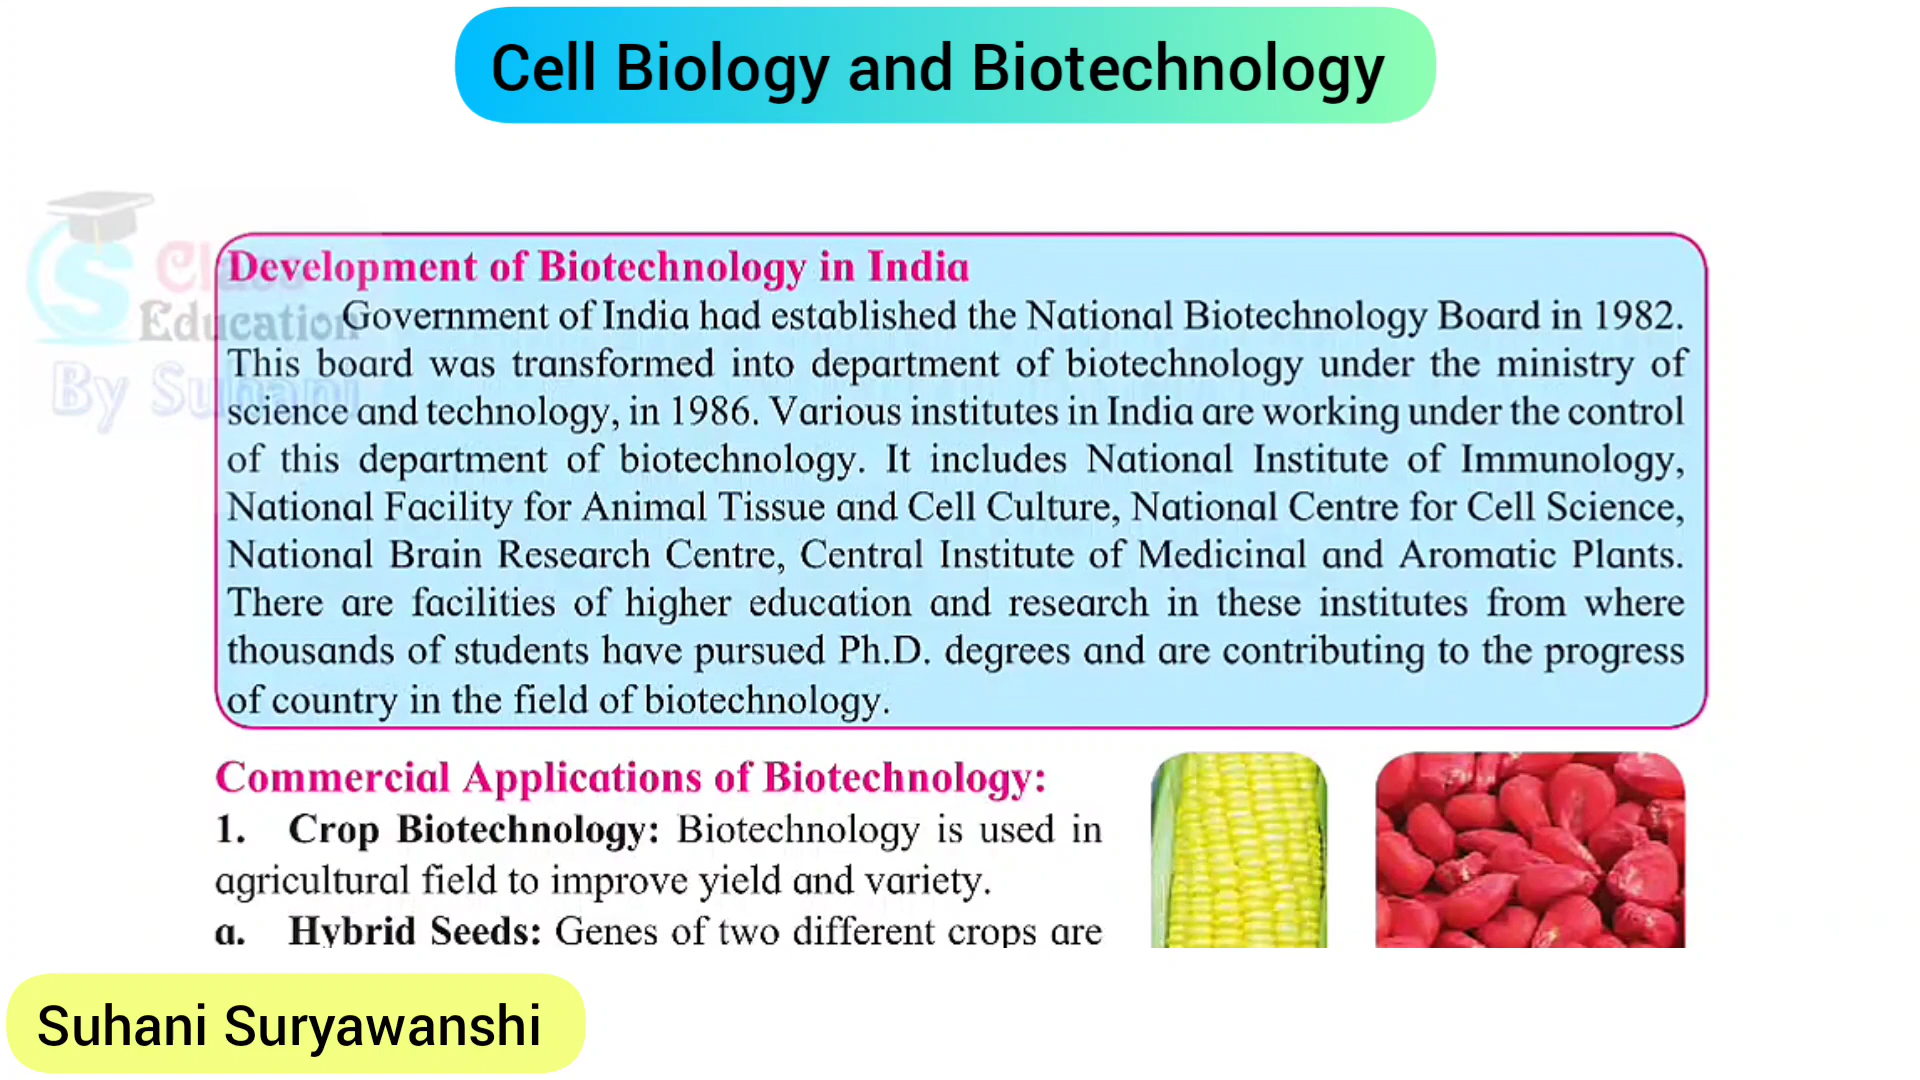 Cell Biology and Biotechnology
Class
Education
By Suhani
Development of Biotechnology in India
Government of India had established the National Biotechnology Board in 1982.
This board was transformed into department of biotechnology under the ministry of
science and technology, in 1986. Various institutes in India are working under the control
of this department of biotechnology. It includes National Institute of Immunology,
National Facility for Animal Tissue and Cell Culture, National Centre for Cell Science,
National Brain Research Centre, Central Institute of Medicinal and Aromatic Plants.
There are facilities of higher education and research in these institutes from where
thousands of students have pursued Ph.D. degrees and are contributing to the progress
of country in the field of biotechnology.
Commercial Applications of Biotechnology:
1. Crop Biotechnology: Biotechnology is used in
agricultural field to improve yield and variety.
a. Hybrid Seeds: Genes of two different crops are
Suhani Suryawanshi